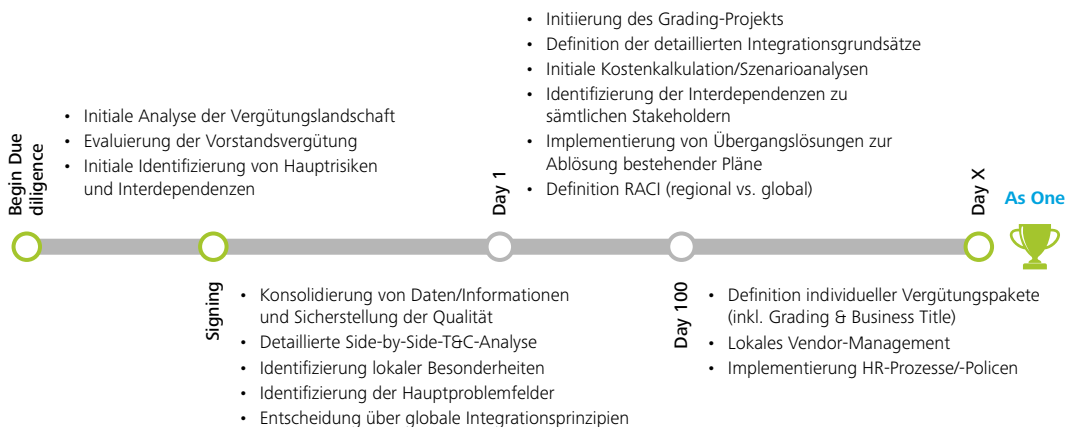 Begin Due
diligence
• Initiale Analyse der Vergütungslandschaft
• Evaluierung der Vorstandsvergütung
• Initiale Identifizierung von Hauptrisiken
und Interdependenzen
Signing
• Konsolidierung von Daten/Informationen
und Sicherstellung der Qualität
• Detaillierte Side-by-Side-T&C-Analyse
• Identifizierung lokaler Besonderheiten
• Identifizierung der Hauptproblemfelder
• Entscheidung über globale Integrationsprinzipien
Day 1
• Initiierung des Grading-Projekts
• Definition der detaillierten Integrationsgrundsätze
• Initiale Kostenkalkulation/Szenarioanalysen
• Identifizierung der Interdependenzen zu
sämtlichen Stakeholdern
• Implementierung von Übergangslösungen zur
Ablösung bestehender Pläne
• Definition RACI (regional vs. global)
Day 100
• Definition individueller Vergütungspakete
(inkl. Grading & Business Title)
• Lokales Vendor-Management
• Implementierung HR-Prozesse/-Policen
Day X
As One